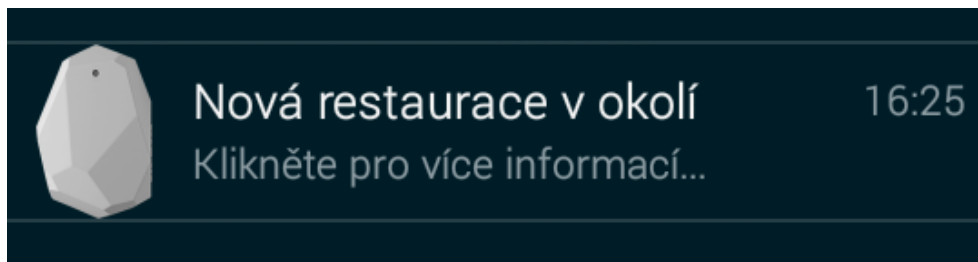 Nová restaurace v okolí 16:25
Klikněte pro více informací...